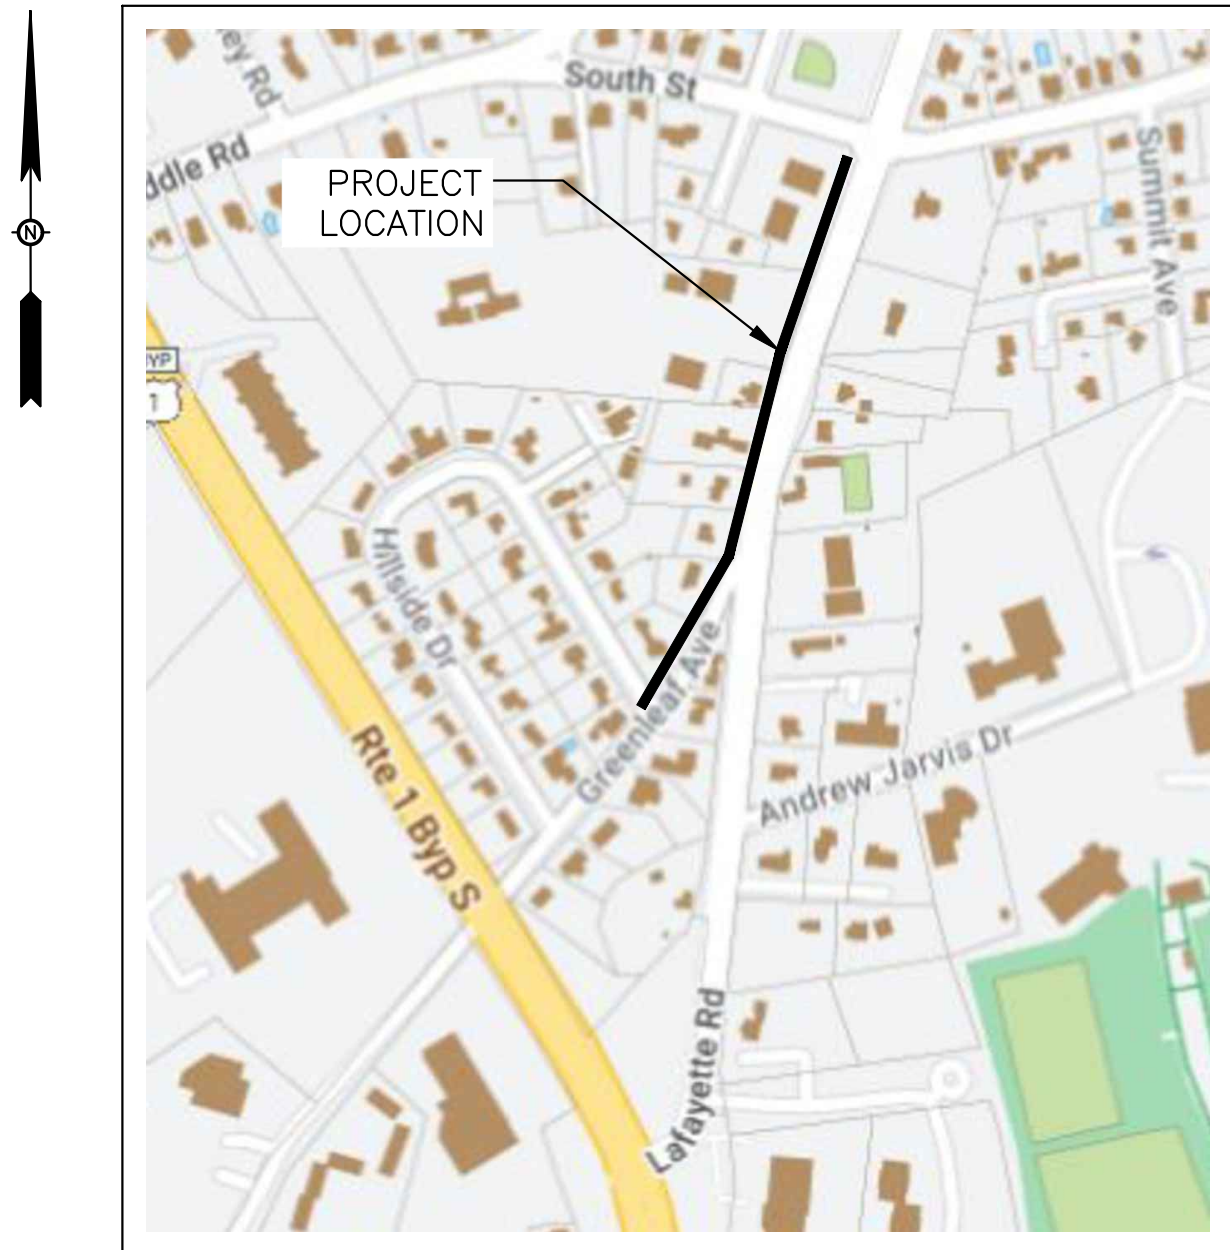 South St
ey Rd
ddle Rd
Summit Ave
PROJECT
LOCATION
N
YP
1
Hillside Dr
Greenleaf Ave
Rte 1 Byp S
Andrew Jarvis Dr
Lafayette Rd